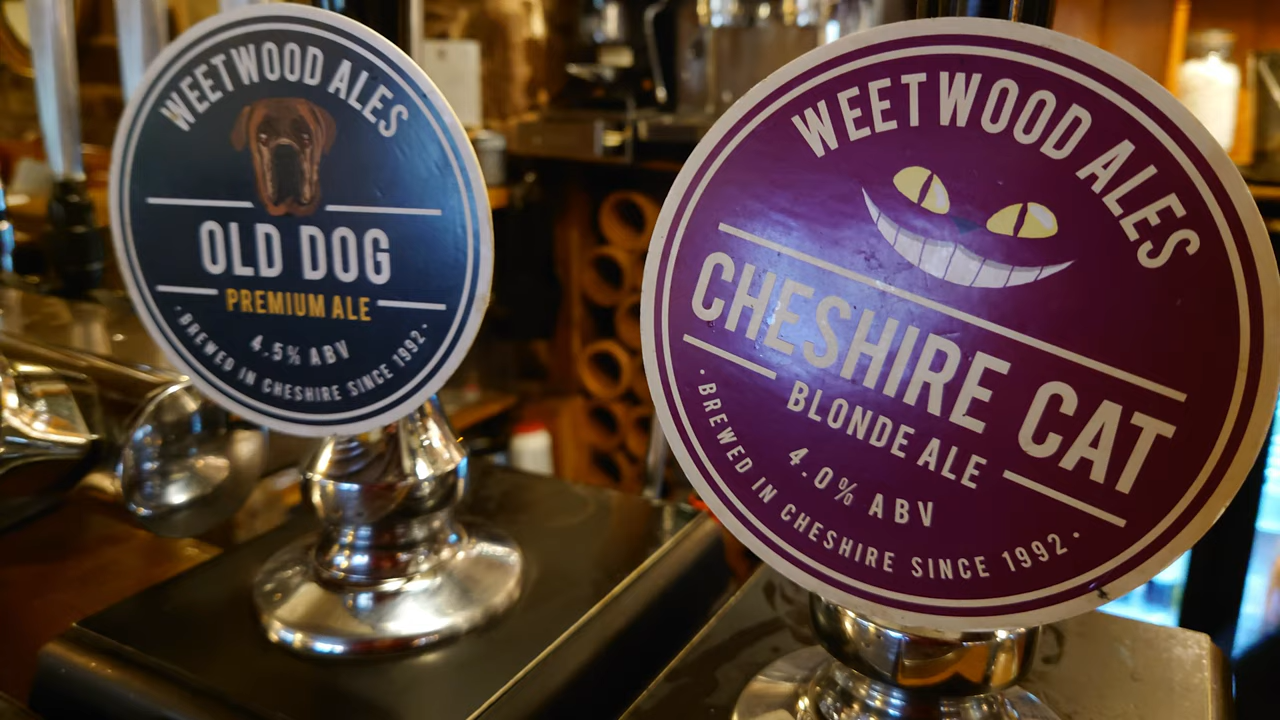 WEETWOOD ALES
OLD DOG
PREMIUM ALE
4.5% ABV
·BREWED IN CHESHIRE SINCE 1992·
WEETWOOD ALES
CHESHIRE CAT
BLONDE ALE
4.0% ABV
·BREWED IN CHESHIRE SINCE 1992·